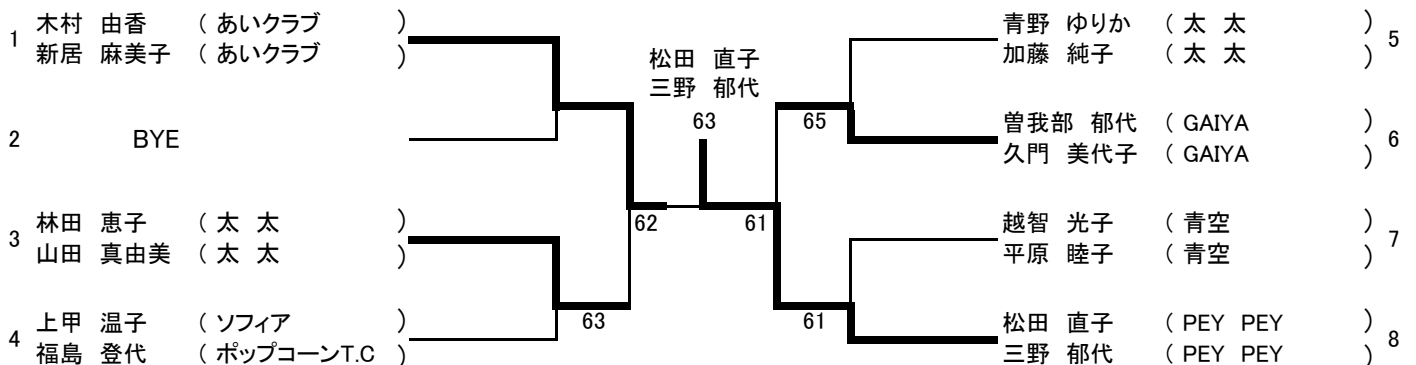 1 木村 由香 ( あいクラブ )
新居 麻美子 ( あいクラブ )
2 BYE
3 林田 恵子 ( 太 太 )
山田 真由美 ( 太 太 )
4 上甲 温子 ( ソフィア )
福島 登代 ( ポップコーンT.C )
62
63
松田 直子
三野 郁代
63
65
61
61
青野 ゆりか ( 太 太 ) 5
加藤 純子 ( 太 太 )
曽我部 郁代 ( GAIYA ) 6
久門 美代子 ( GAIYA )
越智 光子 ( 青空 ) 7
平原 睦子 ( 青空 )
松田 直子 ( PEY PEY ) 8
三野 郁代 ( PEY PEY )